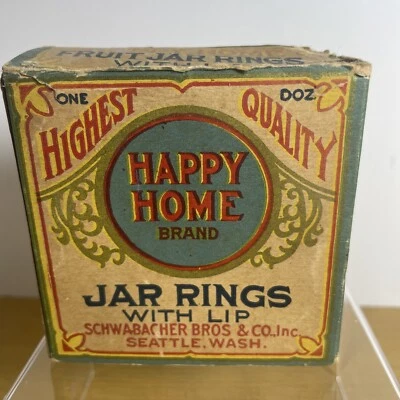 FRUIT JAR RINGS
WITH LIP
ONE DOZ.
HIGHEST QUALITY
HAPPY
HOME
BRAND
JAR RINGS
WITH LIP
SCHWABACHER BROS & CO., Inc.
SEATTLE, WASH.